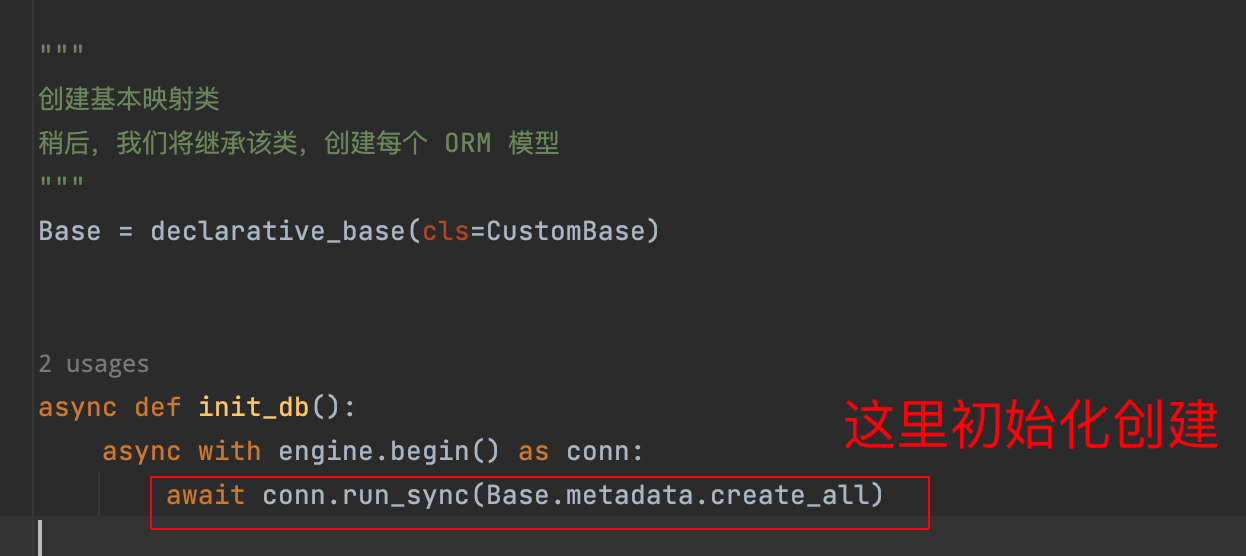 """
创建基本映射类
稍后，我们将继承该类，创建每个 ORM 模型
"""
Base = declarative_base(cls=CustomBase)
2 usages
async def init_db():
    async with engine.begin() as conn:
        await conn.run_sync(Base.metadata.create_all)
这里初始化创建